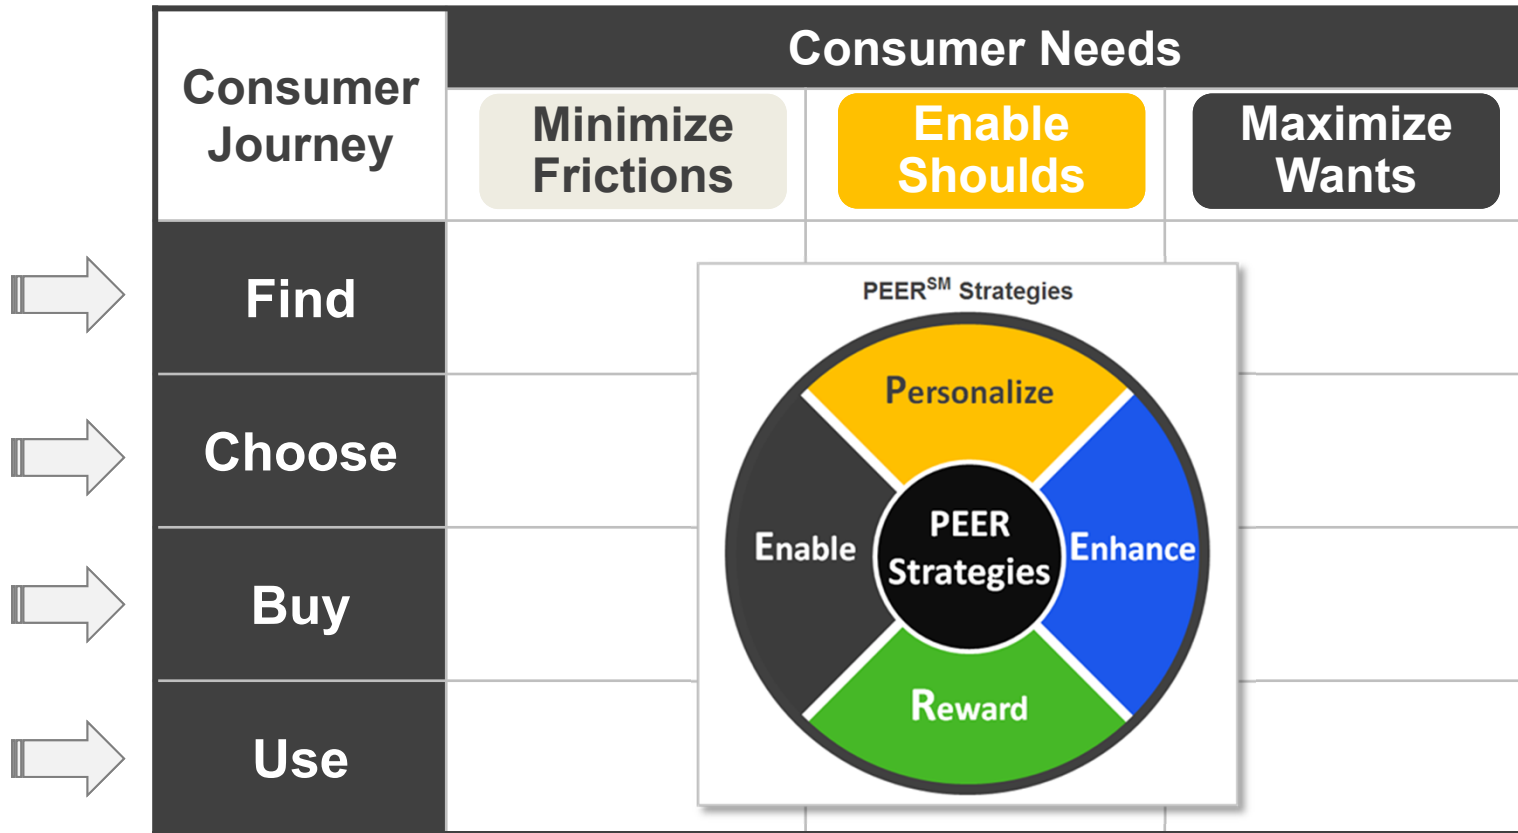 Consumer
Journey
Consumer Needs
Minimize
Frictions
Enable
Shoulds
Maximize
Wants
Find
Choose
Buy
Use
PEER℠ Strategies
Personalize
Enable
PEER
Strategies
Enhance
Reward